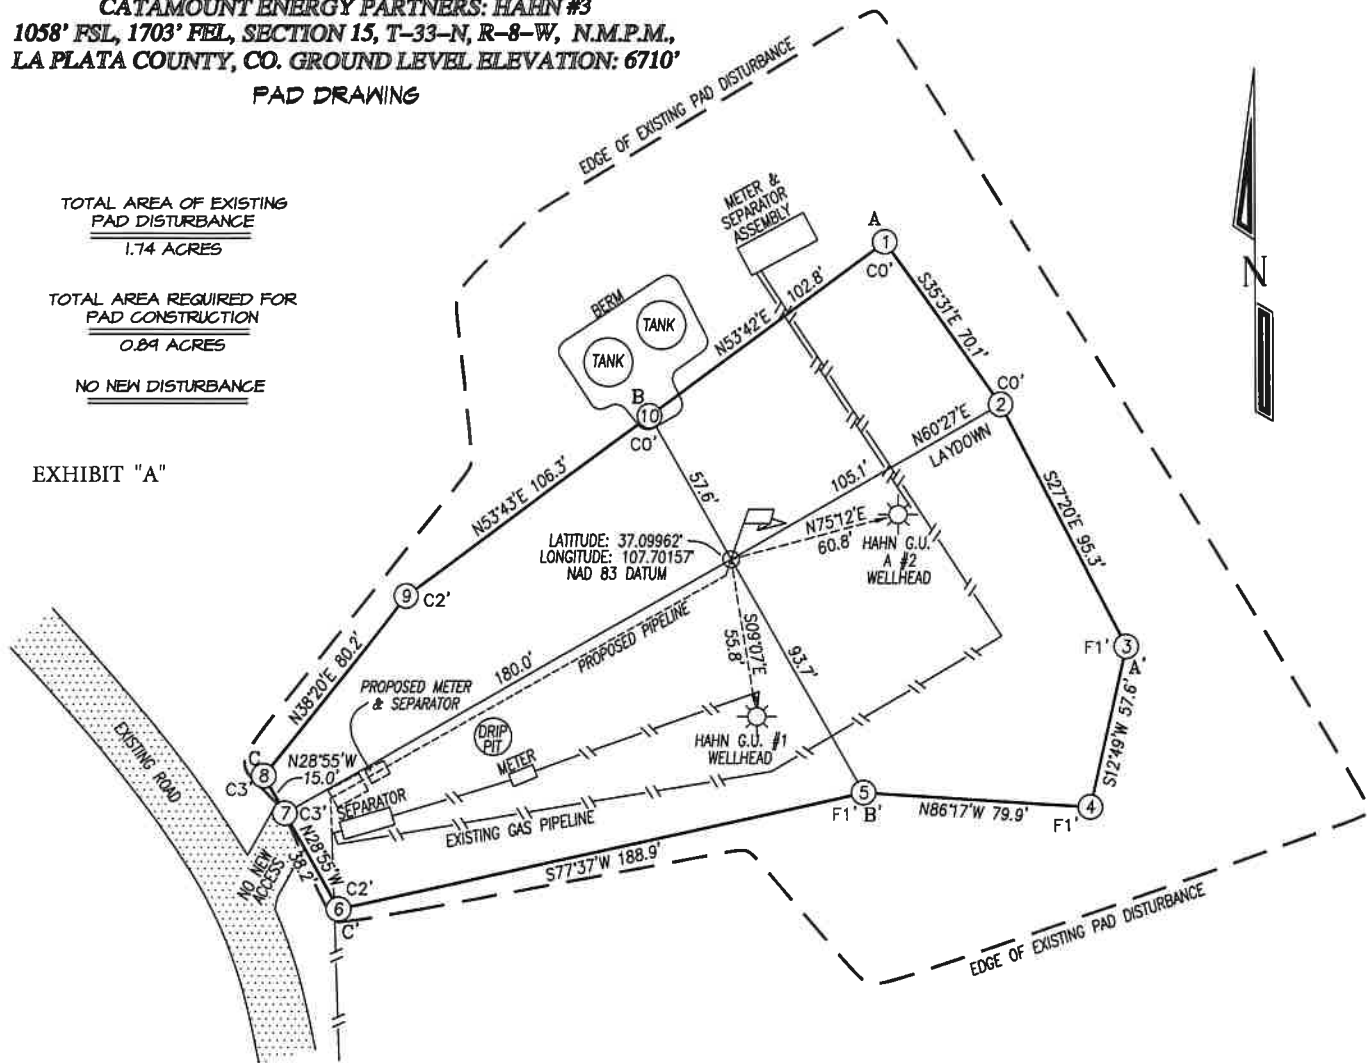 CATAMOUNT ENERGY PARTNERS: HAHN #3
1058' FSL, 1703' FEL, SECTION 15, T-33-N, R-8-W, N.M.P.M.,
LA PLATA COUNTY, CO. GROUND LEVEL ELEVATION: 6710'
PAD DRAWING
TOTAL AREA OF EXISTING
PAD DISTURBANCE
1.74 ACRES
TOTAL AREA REQUIRED FOR
PAD CONSTRUCTION
0.89 ACRES
NO NEW DISTURBANCE
EXHIBIT "A"
EDGE OF EXISTING PAD DISTURBANCE
METER &
SEPARATOR
ASSEMBLY
A
1
C0'
N
BERM
TANK
TANK
N53°42'E 102.8'
S35°31'E 70.1'
B
10
C0'
C0'
2
N60°27'E
105.1'
LAYDOWN
57.6'
N53°43'E 106.3'
S27°20'E 95.3'
LATITUDE: 37.09962°
LONGITUDE: 107.70157°
NAD 83 DATUM
N75°12'E
60.8'
HAHN G.U.
A #2
WELLHEAD
9
C2'
S09°07'E
55.8'
PROPOSED PIPELINE
180.0'
93.7'
F1'
3
A'
N38°20'E 80.2'
PROPOSED METER
& SEPARATOR
DRIP
PIT
HAHN G.U. #1
WELLHEAD
METER
S12°49'W 57.6'
EXISTING ROAD
C
8
C3'
N28°55'W
15.0'
7
C3'
SEPARATOR
EXISTING GAS PIPELINE
5
F1' B'
N86°17'W 79.9'
4
F1'
NO NEW
ACCESS
N28°55'W
38.2'
C2'
6
C'
S77°37'W 188.9'
EDGE OF EXISTING PAD DISTURBANCE